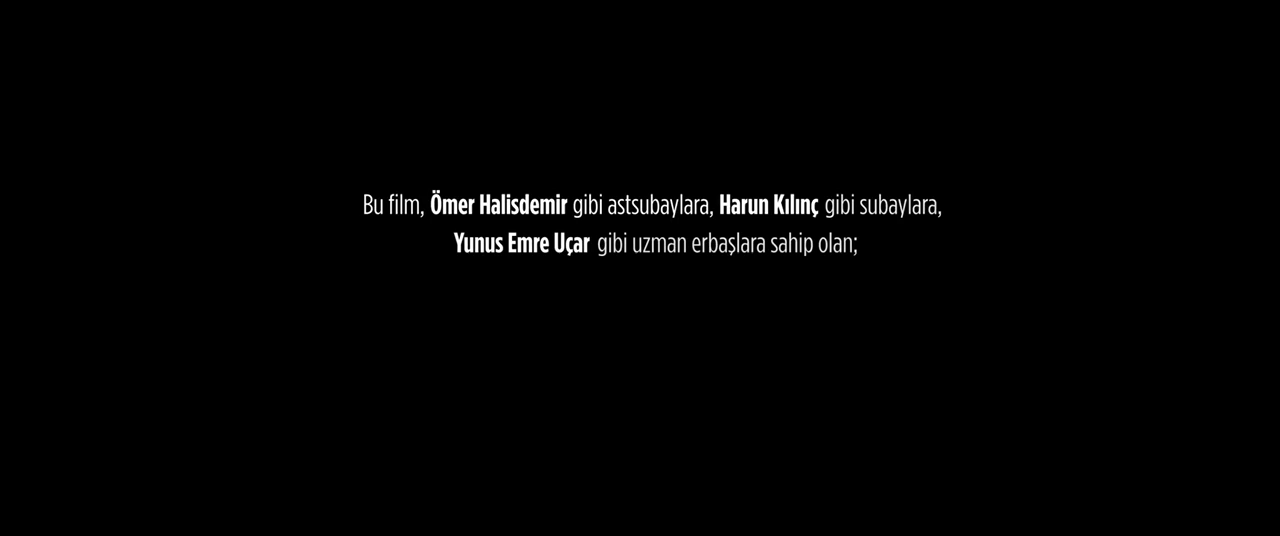 Bu film, Ömer Halisdemir gibi astsubaylara, Harun Kılınç gibi subaylara,
Yunus Emre Uçar gibi uzman erbaşlara sahip olan;